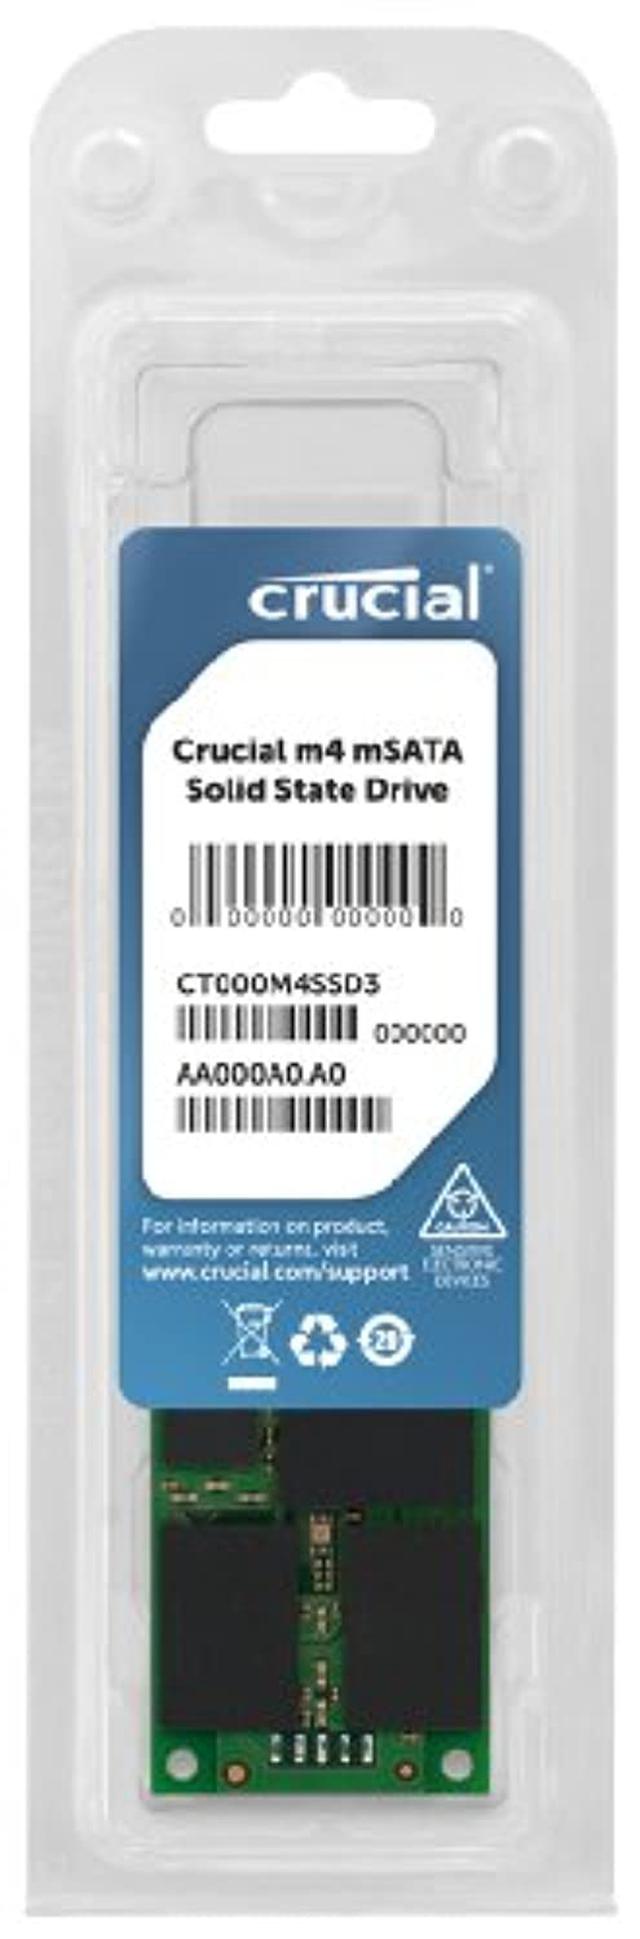 crucial
Crucial m4 mSATA
Solid State Drive
0 00000 00000 0
CT000M4SSD3
000000
AA000A0.A0
For information on product,
warranty or returns, visit
www.crucial.com/support
CAUTION
SENSITIVE
ELECTRONIC
DEVICES